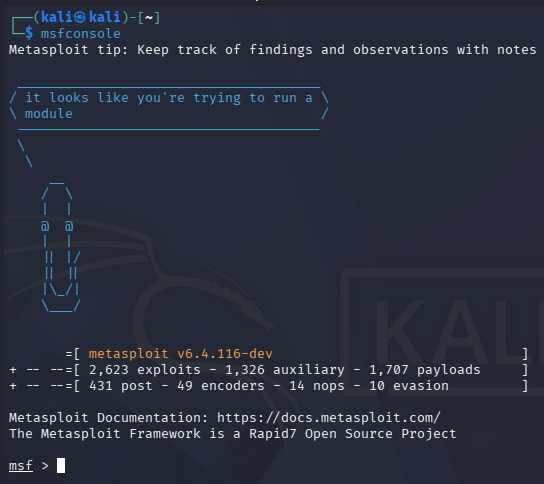 ┌──(kali㉿kali)-[~]
└─$ msfconsole
Metasploit tip: Keep track of findings and observations with notes
 ______________________________________
/ it looks like you're trying to run a \
\ module                               /
 --------------------------------------
 \
  \
     __
    /  \
    |  |
    @  @
    |  |
    || |/
    || ||
    |\_/|
    \___/
       =[ metasploit v6.4.116-dev                               ]
+ -- --=[ 2,623 exploits - 1,326 auxiliary - 1,707 payloads     ]
+ -- --=[ 431 post - 49 encoders - 14 nops - 10 evasion         ]
Metasploit Documentation: https://docs.metasploit.com/
The Metasploit Framework is a Rapid7 Open Source Project
msf >
KALI